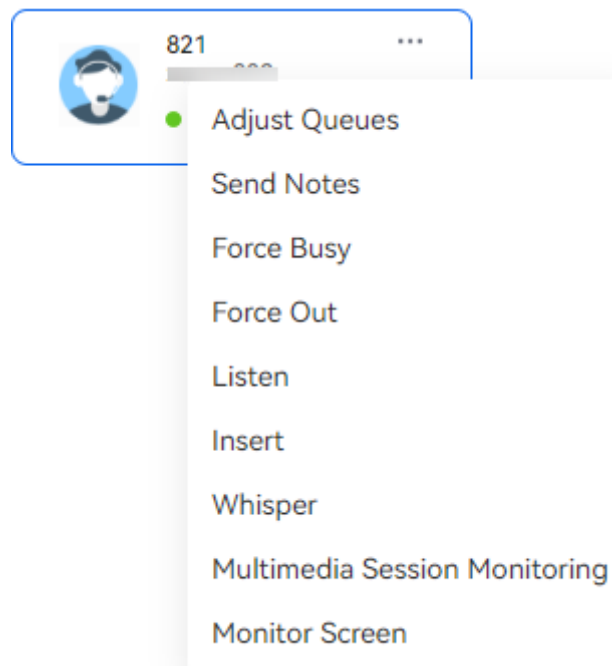 821
Adjust Queues
Send Notes
Force Busy
Force Out
Listen
Insert
Whisper
Multimedia Session Monitoring
Monitor Screen